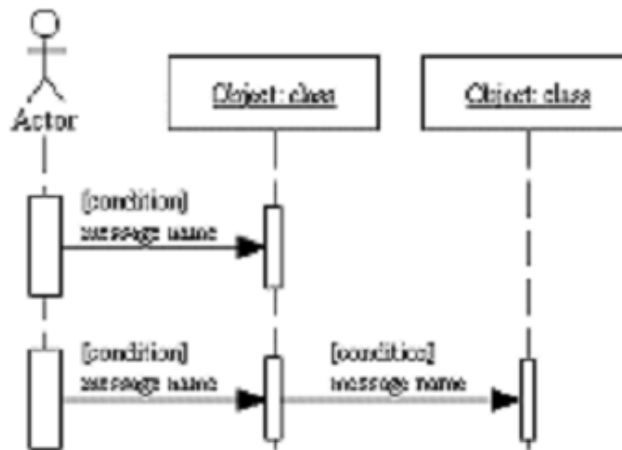 Object: class
Object: class
Actor
[condition]
message name
[condition]
message name
[condition]
message name